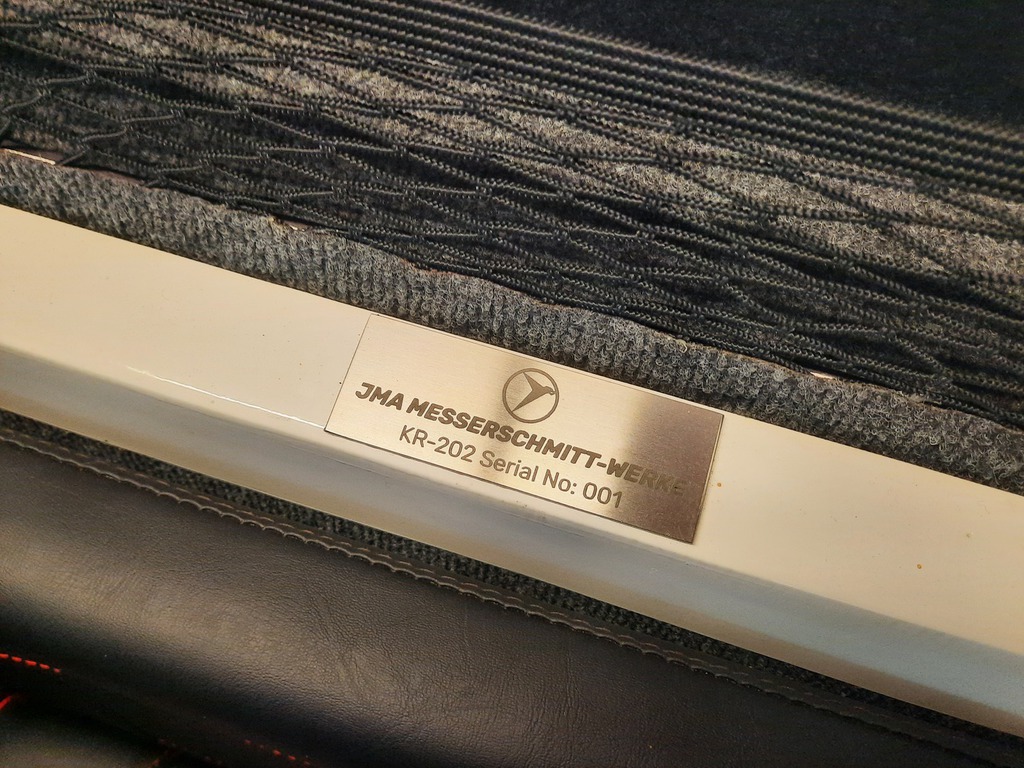 JMA MESSERSCHMITT-WERKE
KR-202 Serial No: 001